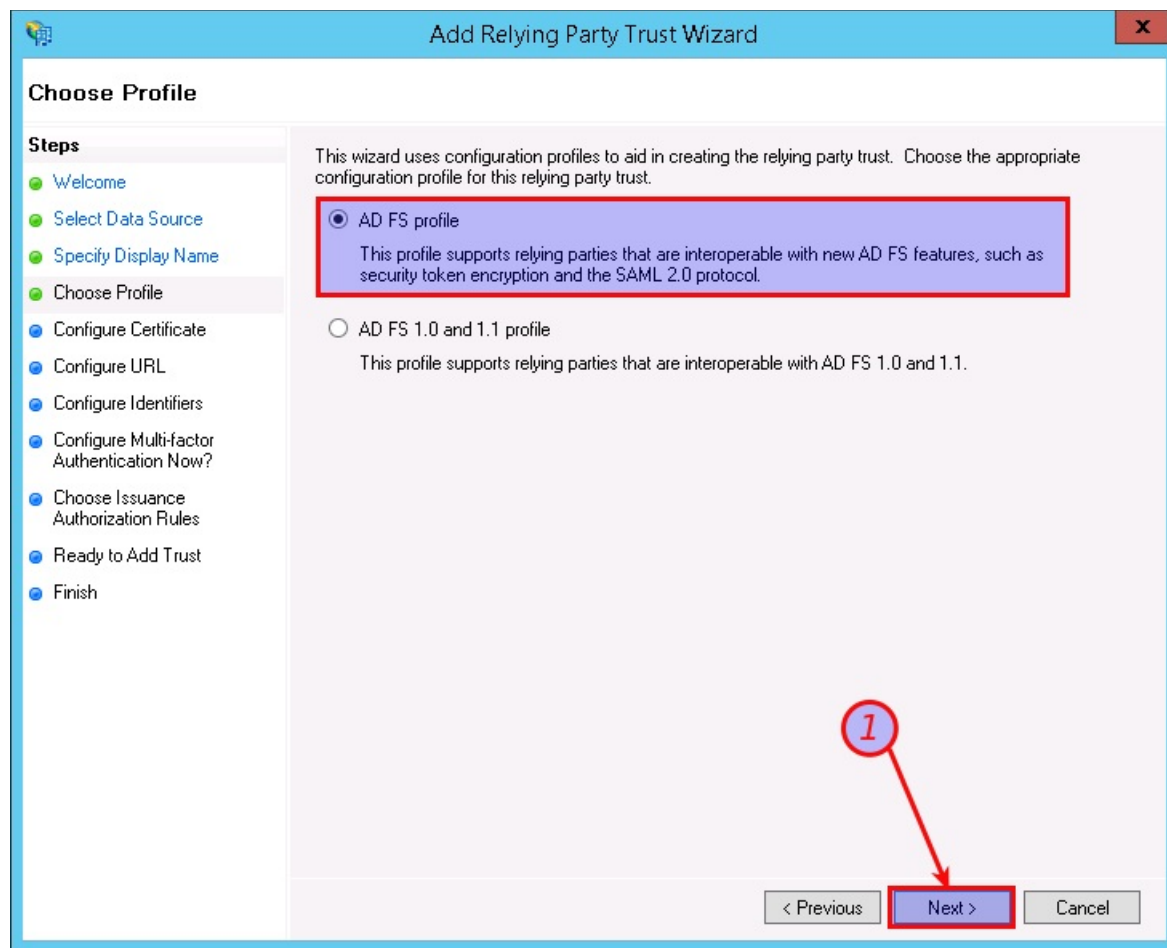 Add Relying Party Trust Wizard
x
Choose Profile
Steps
Welcome
Select Data Source
Specify Display Name
Choose Profile
Configure Certificate
Configure URL
Configure Identifiers
Configure Multi-factor
Authentication Now?
Choose Issuance
Authorization Rules
Ready to Add Trust
Finish
This wizard uses configuration profiles to aid in creating the relying party trust.  Choose the appropriate
configuration profile for this relying party trust.
AD FS profile
This profile supports relying parties that are interoperable with new AD FS features, such as
security token encryption and the SAML 2.0 protocol.
AD FS 1.0 and 1.1 profile
This profile supports relying parties that are interoperable with AD FS 1.0 and 1.1.
1
< Previous
Next >
Cancel